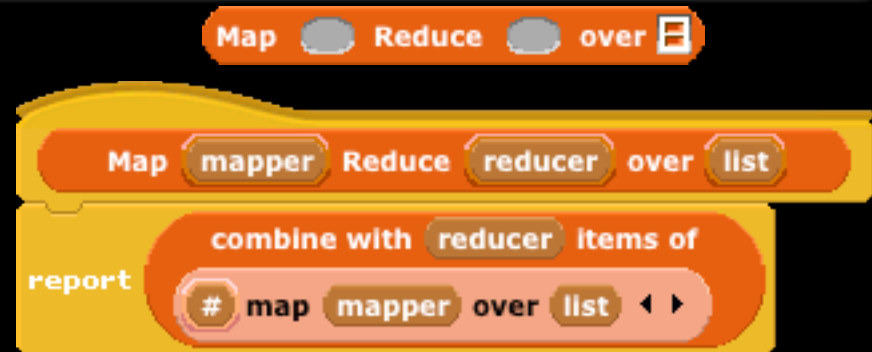 Map Reduce over
Map mapper Reduce reducer over list
combine with reducer items of
report
# map mapper over list